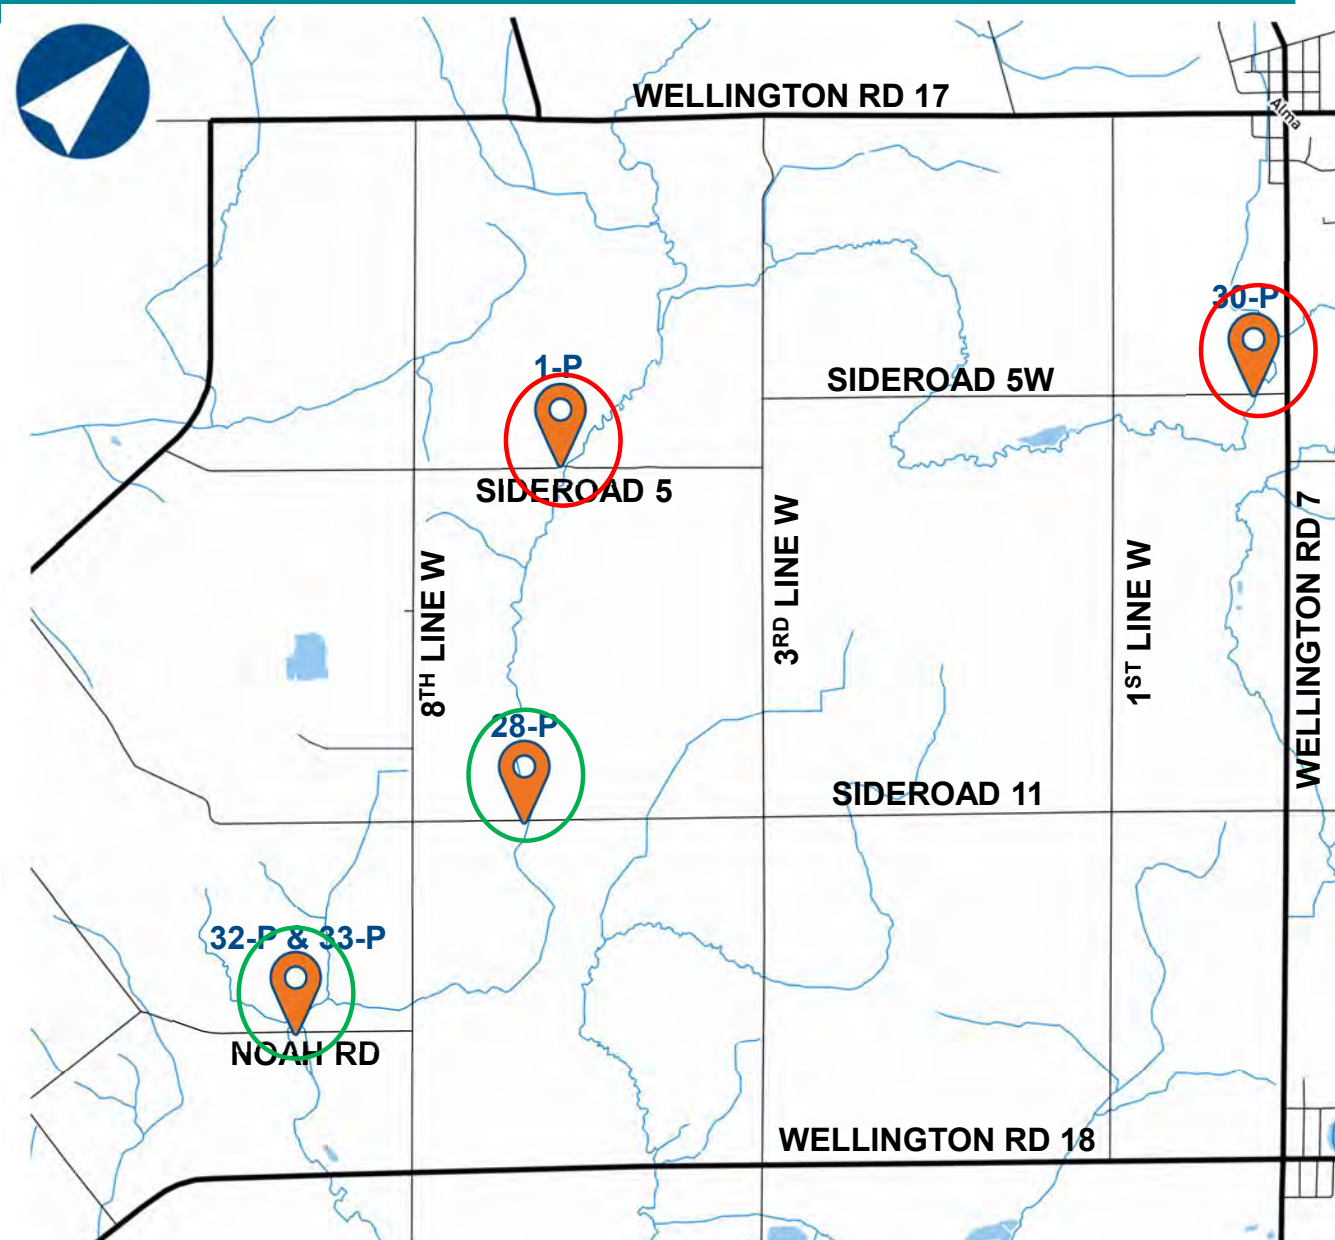 WELLINGTON RD 17
Alma
30-P
1-P
SIDEROAD 5W
SIDEROAD 5
8TH LINE W
3RD LINE W
1ST LINE W
WELLINGTON RD 7
28-P
SIDEROAD 11
32-P & 33-P
NOAH RD
WELLINGTON RD 18